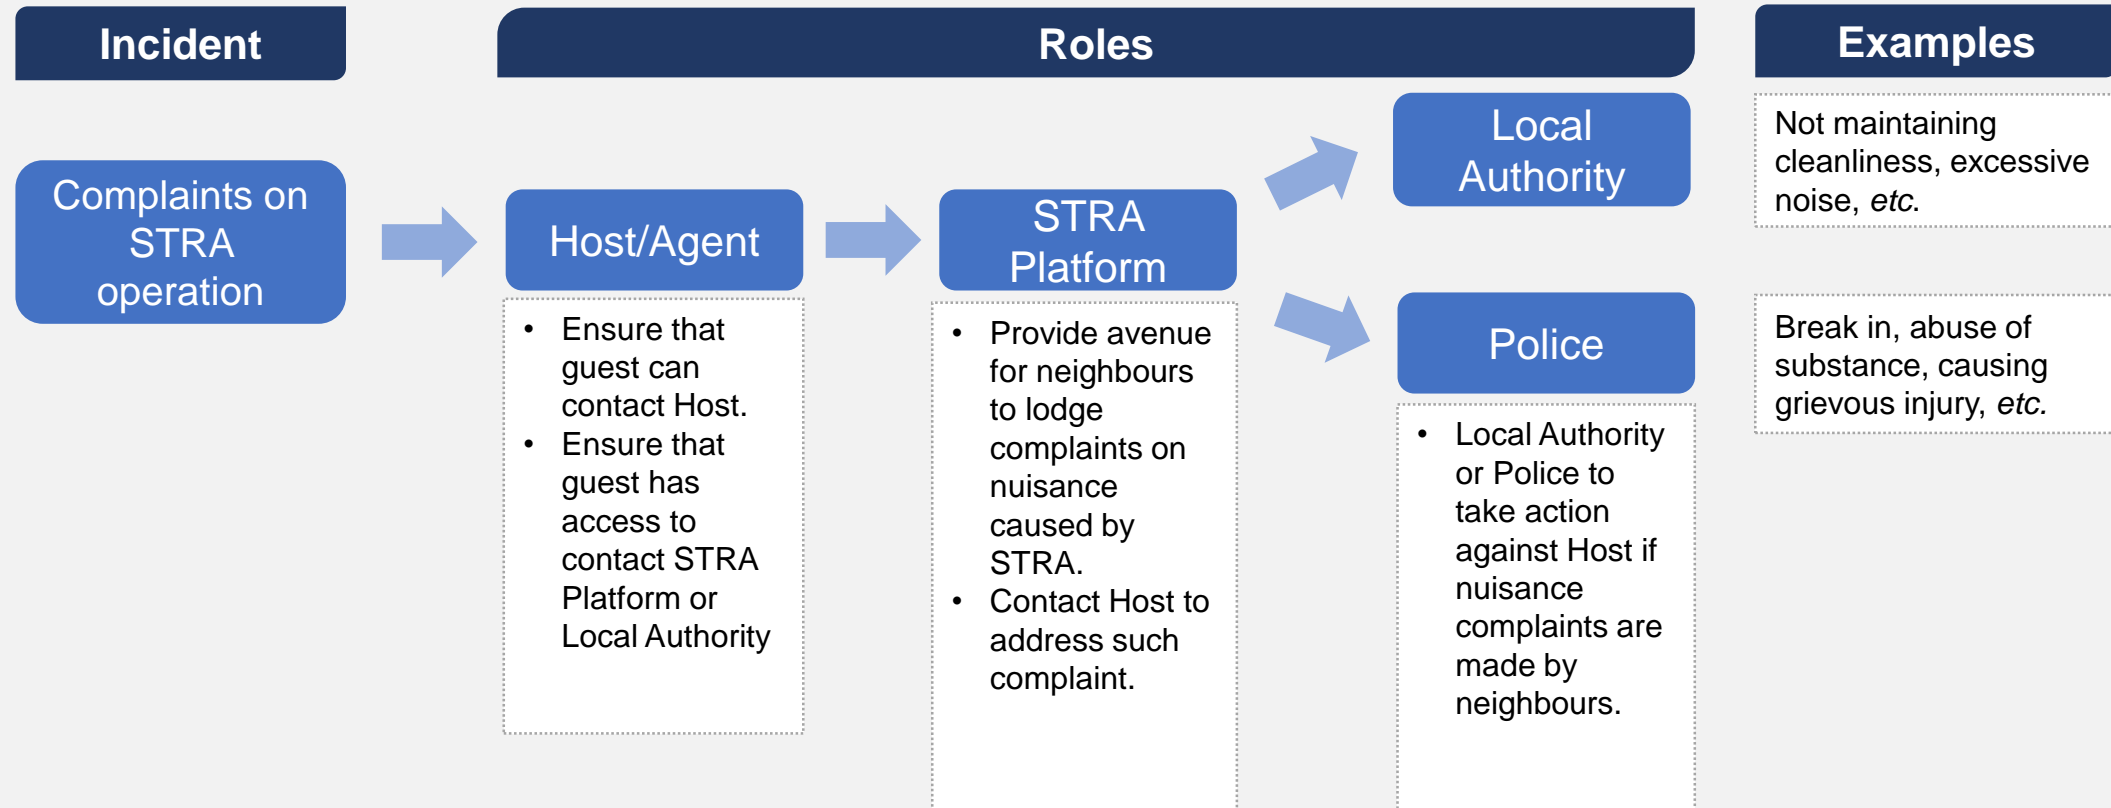 Incident
Roles
Examples
Complaints on
STRA
operation
Host/Agent
• Ensure that
guest can
contact Host.
• Ensure that
guest has
access to
contact STRA
Platform or
Local Authority
STRA
Platform
• Provide avenue
for neighbours
to lodge
complaints on
nuisance
caused by
STRA.
• Contact Host to
address such
complaint.
Local
Authority
Police
• Local Authority
or Police to
take action
against Host if
nuisance
complaints are
made by
neighbours.
Not maintaining
cleanliness, excessive
noise, etc.
Break in, abuse of
substance, causing
grievous injury, etc.